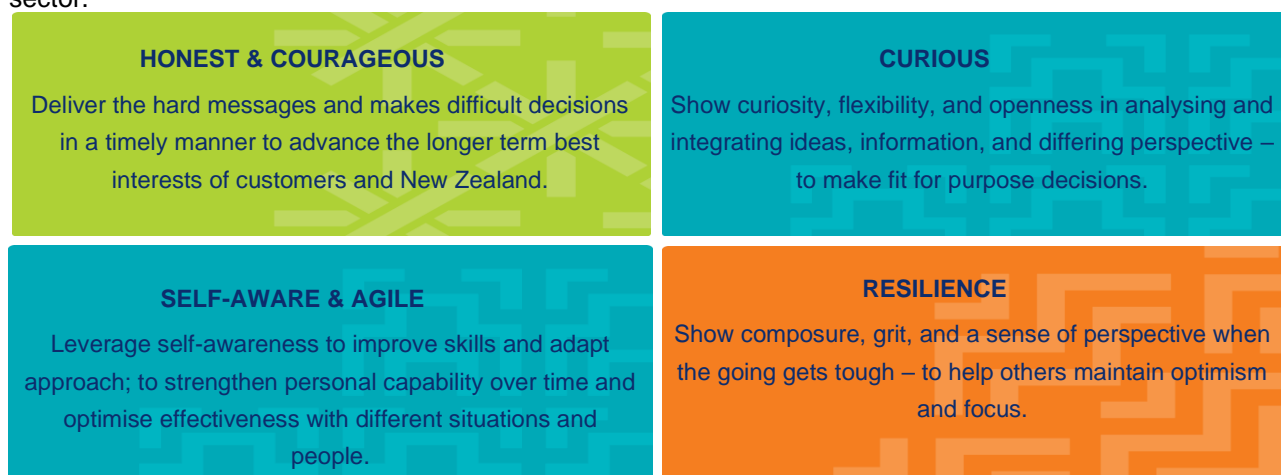 sector.
HONEST & COURAGEOUS
Deliver the hard messages and makes difficult decisions
in a timely manner to advance the longer term best
interests of customers and New Zealand.
CURIOUS
Show curiosity, flexibility, and openness in analysing and
integrating ideas, information, and differing perspective –
to make fit for purpose decisions.
SELF-AWARE & AGILE
Leverage self-awareness to improve skills and adapt
approach; to strengthen personal capability over time and
optimise effectiveness with different situations and
people.
RESILIENCE
Show composure, grit, and a sense of perspective when
the going gets tough – to help others maintain optimism
and focus.